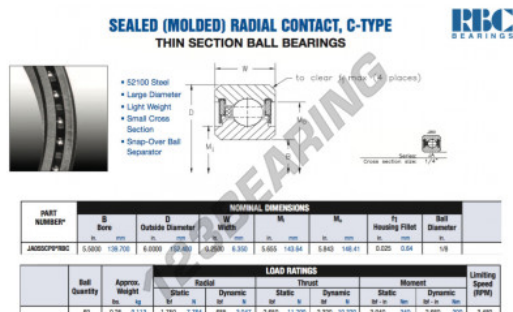 SEALED (MOLDED) RADIAL CONTACT, C-TYPE
THIN SECTION BALL BEARINGS
RBC
BEARINGS
• 52100 Steel
• Large Diameter
• Light Weight
• Small Cross
Section
• Snap-Over Ball
Separator
W
to clear f₁ max (4 places)
D
B
Series:
Cross section size: 1/4"
123BEARING
NOMINAL DIMENSIONS
PART
NUMBER*
B
Bore
D
Outside Diameter
W
Width
Ball
Diameter
Housing Fillet
in. mm in. mm in. mm in. mm in. mm in. mm in.
5.5000 139.700 6.0000 0.2500 6.350 5.655 143.64 5.843 148.41 0.025 0.64 1/8
LOAD RATINGS
Ball
Quantity
Approx.
Weight
Radial
Thrust
Moment
Limiting
Speed
(RPM)
Static Dynamic Static Dynamic Static Dynamic
lbs. kg lbf N lbf N lbf N lbf N lbf - in Nm lbf - in Nm